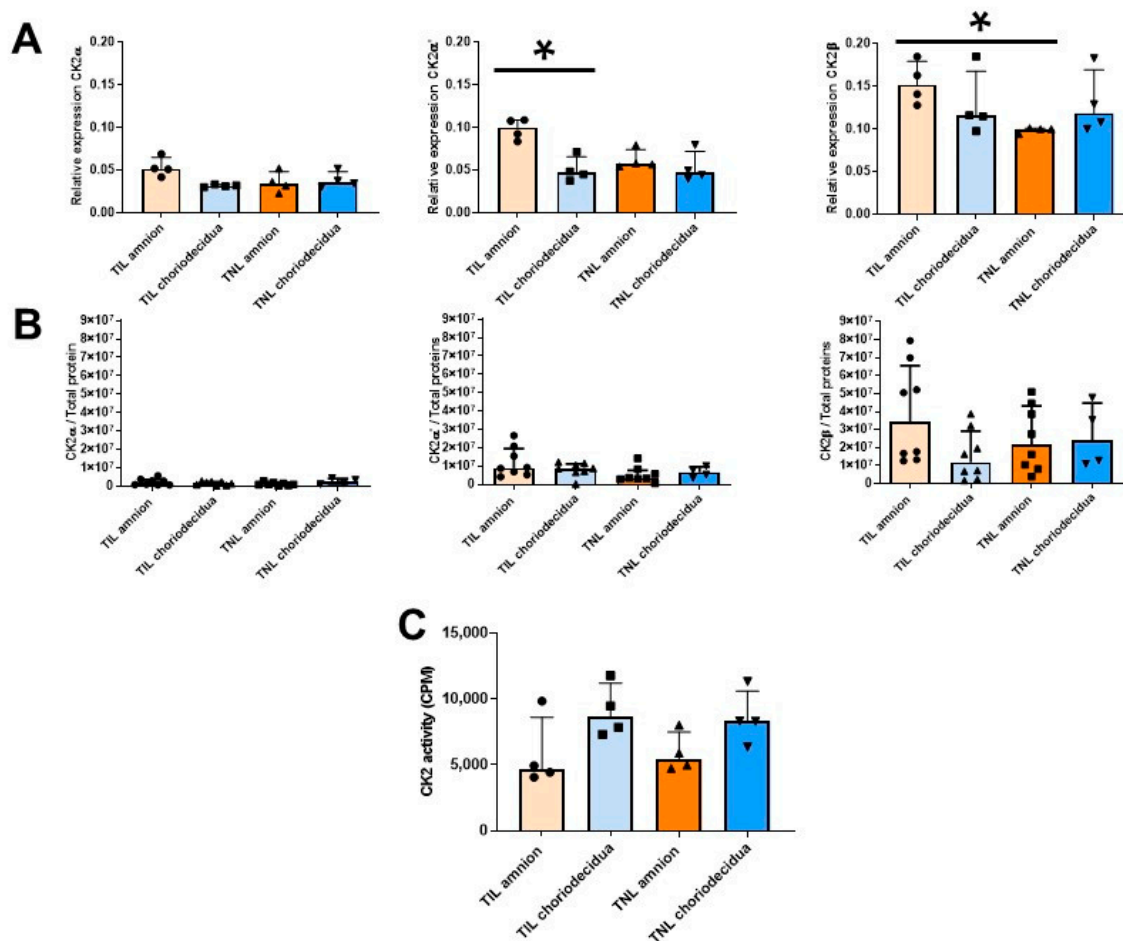 A
Relative expression CK2α
0.20
0.15
0.10
0.05
0.00
TIL amnion
TIL choriodecidua
TNL amnion
TNL choriodecidua
Relative expression CK2α'
0.20
0.15
0.10
0.05
0.00
*
TIL amnion
TIL choriodecidua
TNL amnion
TNL choriodecidua
Relative expression CK2β
0.20
0.15
0.10
0.05
0.00
*
TIL amnion
TIL choriodecidua
TNL amnion
TNL choriodecidua
B
CK2α / Total protein
9×10⁷
8×10⁷
7×10⁷
6×10⁷
5×10⁷
4×10⁷
3×10⁷
2×10⁷
1×10⁷
0
TIL amnion
TIL choriodecidua
TNL amnion
TNL choriodecidua
CK2α' / Total proteins
9×10⁷
8×10⁷
7×10⁷
6×10⁷
5×10⁷
4×10⁷
3×10⁷
2×10⁷
1×10⁷
0
TIL amnion
TIL choriodecidua
TNL amnion
TNL choriodecidua
CK2β / Total proteins
9×10⁷
8×10⁷
7×10⁷
6×10⁷
5×10⁷
4×10⁷
3×10⁷
2×10⁷
1×10⁷
0
TIL amnion
TIL choriodecidua
TNL amnion
TNL choriodecidua
C
CK2 activity (CPM)
15,000
10,000
5,000
0
TIL amnion
TIL choriodecidua
TNL amnion
TNL choriodecidua